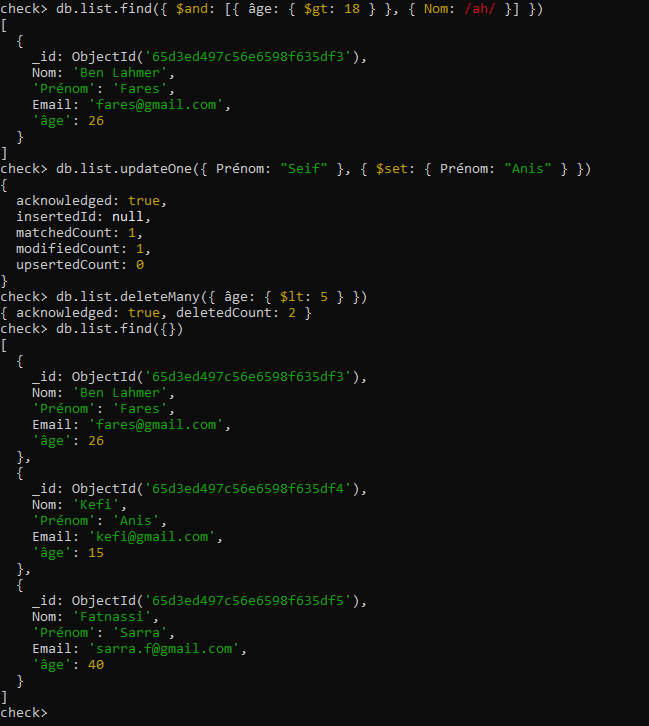 check> db.list.find({ $and: [{ âge: { $gt: 18 } }, { Nom: /ah/ }] })
[
  {
    _id: ObjectId('65d3ed497c56e6598f635df3'),
    Nom: 'Ben Lahmer',
    'Prénom': 'Fares',
    Email: 'fares@gmail.com',
    'âge': 26
  }
]
check> db.list.updateOne({ Prénom: "Seif" }, { $set: { Prénom: "Anis" } })
{
  acknowledged: true,
  insertedId: null,
  matchedCount: 1,
  modifiedCount: 1,
  upsertedCount: 0
}
check> db.list.deleteMany({ âge: { $lt: 5 } })
{ acknowledged: true, deletedCount: 2 }
check> db.list.find({})
[
  {
    _id: ObjectId('65d3ed497c56e6598f635df3'),
    Nom: 'Ben Lahmer',
    'Prénom': 'Fares',
    Email: 'fares@gmail.com',
    'âge': 26
  },
  {
    _id: ObjectId('65d3ed497c56e6598f635df4'),
    Nom: 'Kefi',
    'Prénom': 'Anis',
    Email: 'kefi@gmail.com',
    'âge': 15
  },
  {
    _id: ObjectId('65d3ed497c56e6598f635df5'),
    Nom: 'Fatnassi',
    'Prénom': 'Sarra',
    Email: 'sarra.f@gmail.com',
    'âge': 40
  }
]
check>